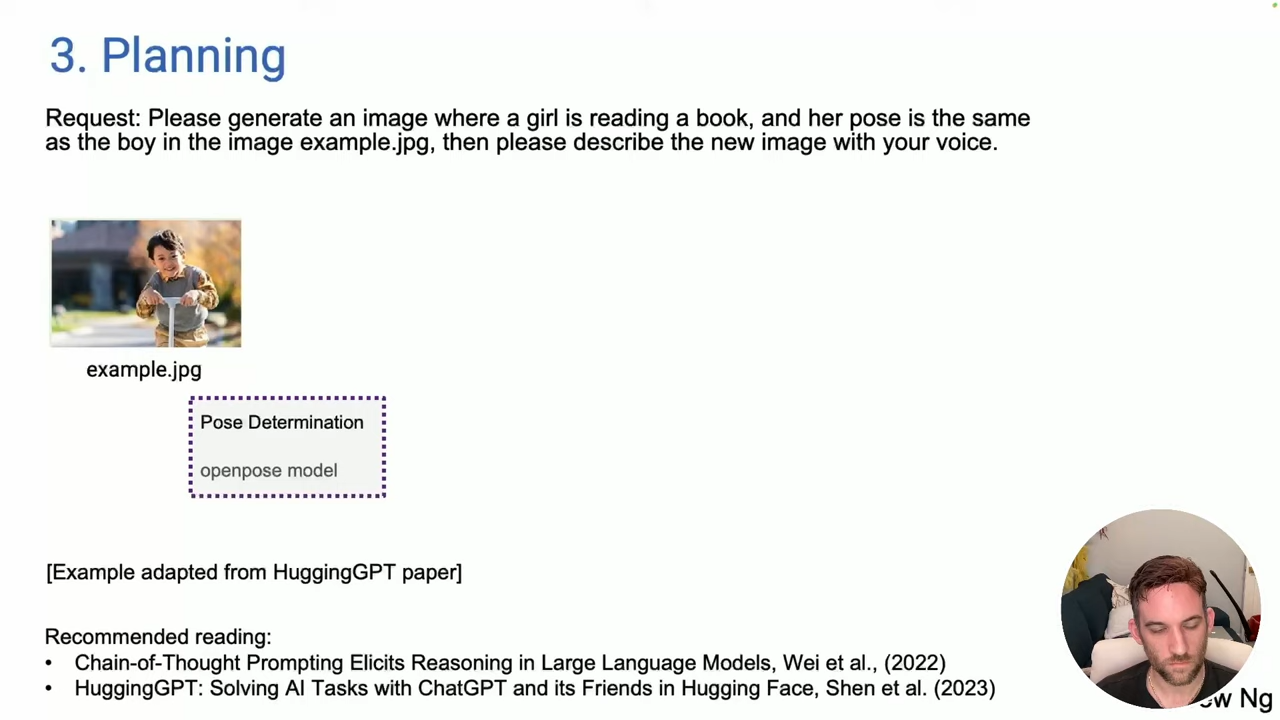 3. Planning
Request: Please generate an image where a girl is reading a book, and her pose is the same
as the boy in the image example.jpg, then please describe the new image with your voice.
example.jpg
Pose Determination
openpose model
[Example adapted from HuggingGPT paper]
Recommended reading:
• Chain-of-Thought Prompting Elicits Reasoning in Large Language Models, Wei et al., (2022)
• HuggingGPT: Solving AI Tasks with ChatGPT and its Friends in Hugging Face, Shen et al. (2023)
Ng